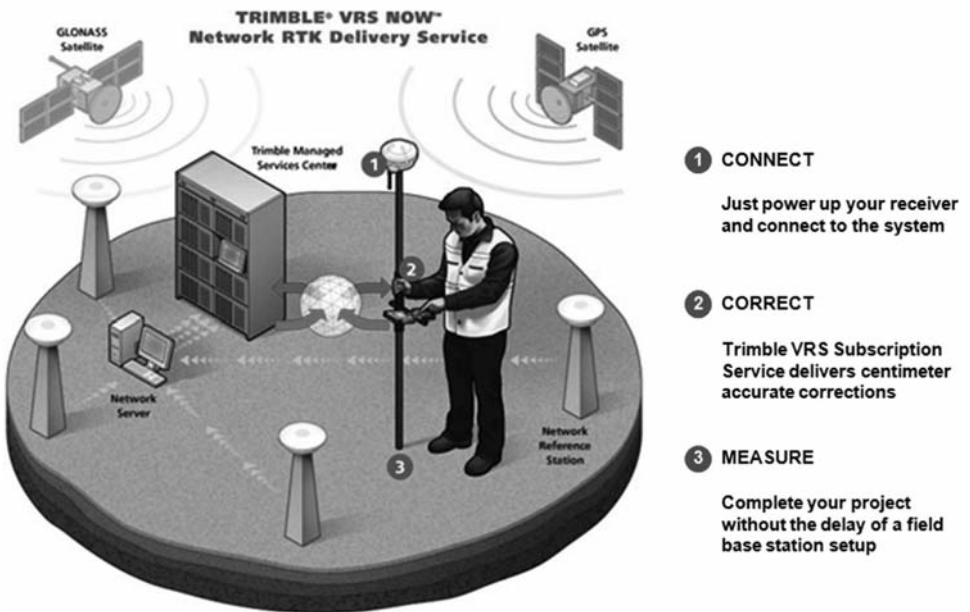 TRIMBLE® VRS NOW™
Network RTK Delivery Service
GLONASS
Satellite
GPS
Satellite
Trimble Managed
Services Center
1
2
3
Network
Server
Network
Reference
Station
1 CONNECT
Just power up your receiver
and connect to the system
2 CORRECT
Trimble VRS Subscription
Service delivers centimeter
accurate corrections
3 MEASURE
Complete your project
without the delay of a field
base station setup